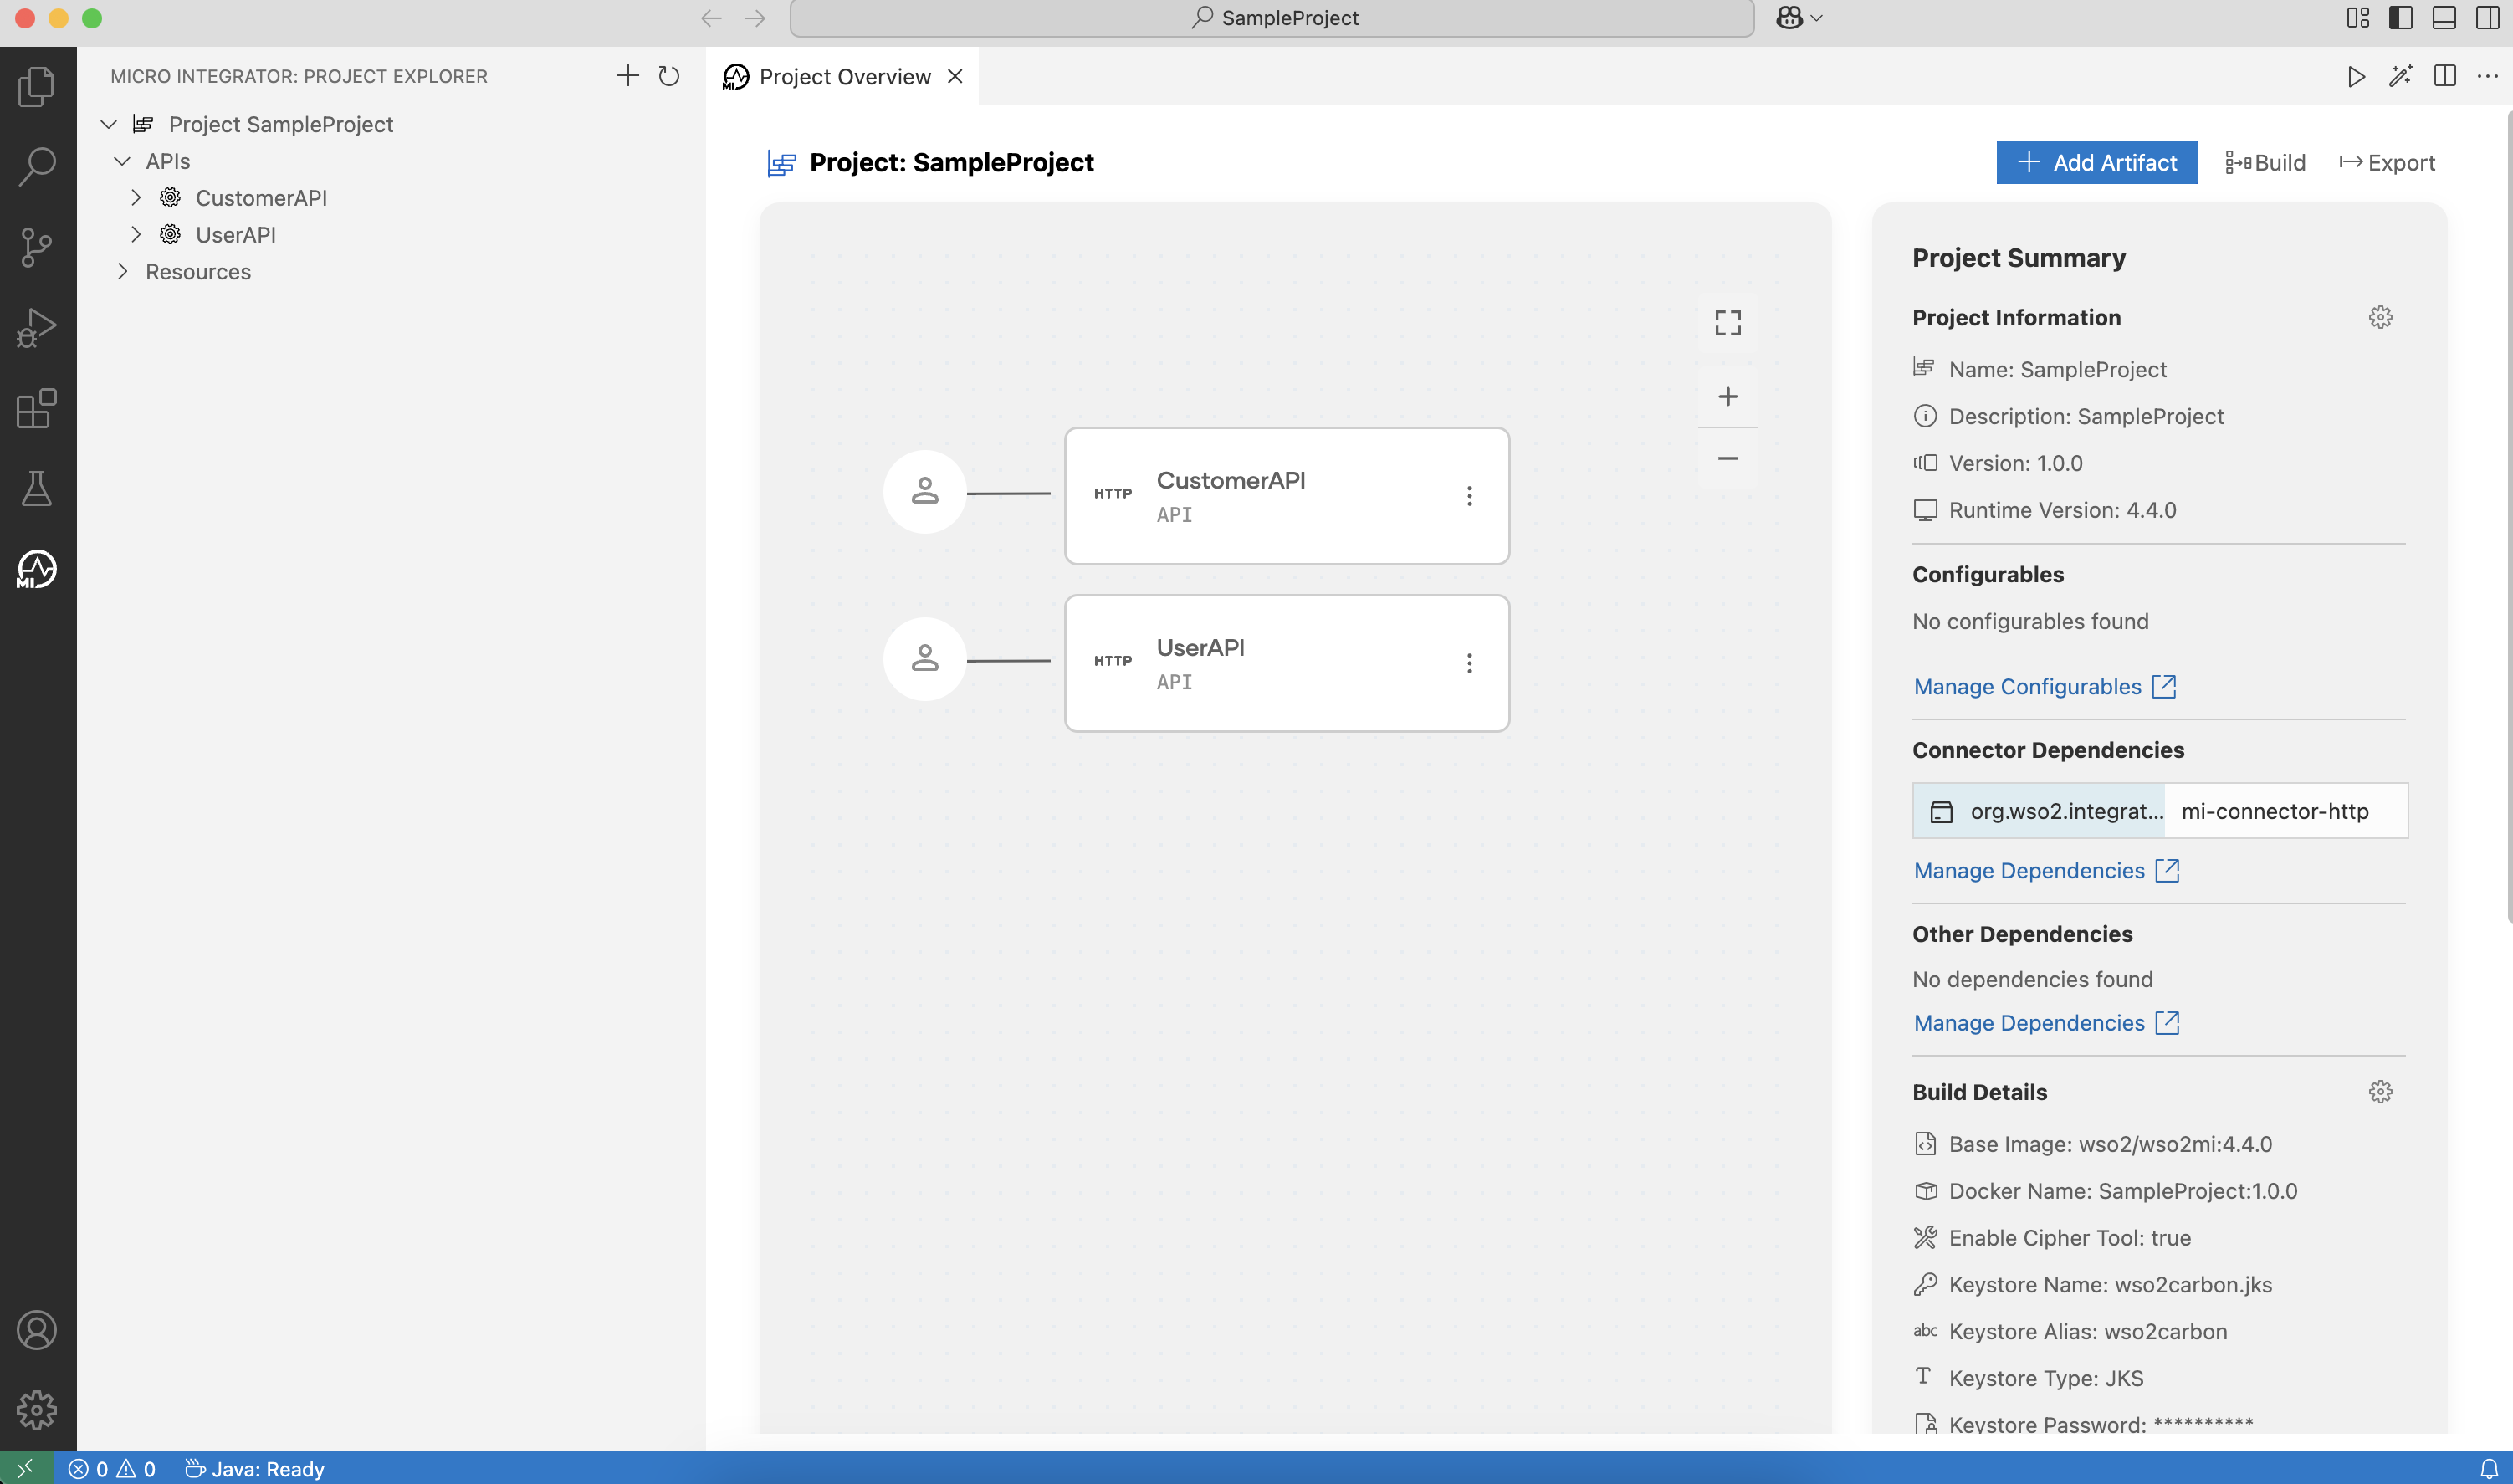 SampleProject
MICRO INTEGRATOR: PROJECT EXPLORER
Project SampleProject
APIs
CustomerAPI
UserAPI
Resources
MI
Project Overview
Project: SampleProject
Add Artifact
Build
Export
HTTP
CustomerAPI
API
HTTP
UserAPI
API
Project Summary
Project Information
Name: SampleProject
Description: SampleProject
Version: 1.0.0
Runtime Version: 4.4.0
Configurables
No configurables found
Manage Configurables
Connector Dependencies
org.wso2.integrat... mi-connector-http
Manage Dependencies
Other Dependencies
No dependencies found
Manage Dependencies
Build Details
Base Image: wso2/wso2mi:4.4.0
Docker Name: SampleProject:1.0.0
Enable Cipher Tool: true
Keystore Name: wso2carbon.jks
abc Keystore Alias: wso2carbon
T Keystore Type: JKS
Keystore Password: **********
MI
0 0 Java: Ready